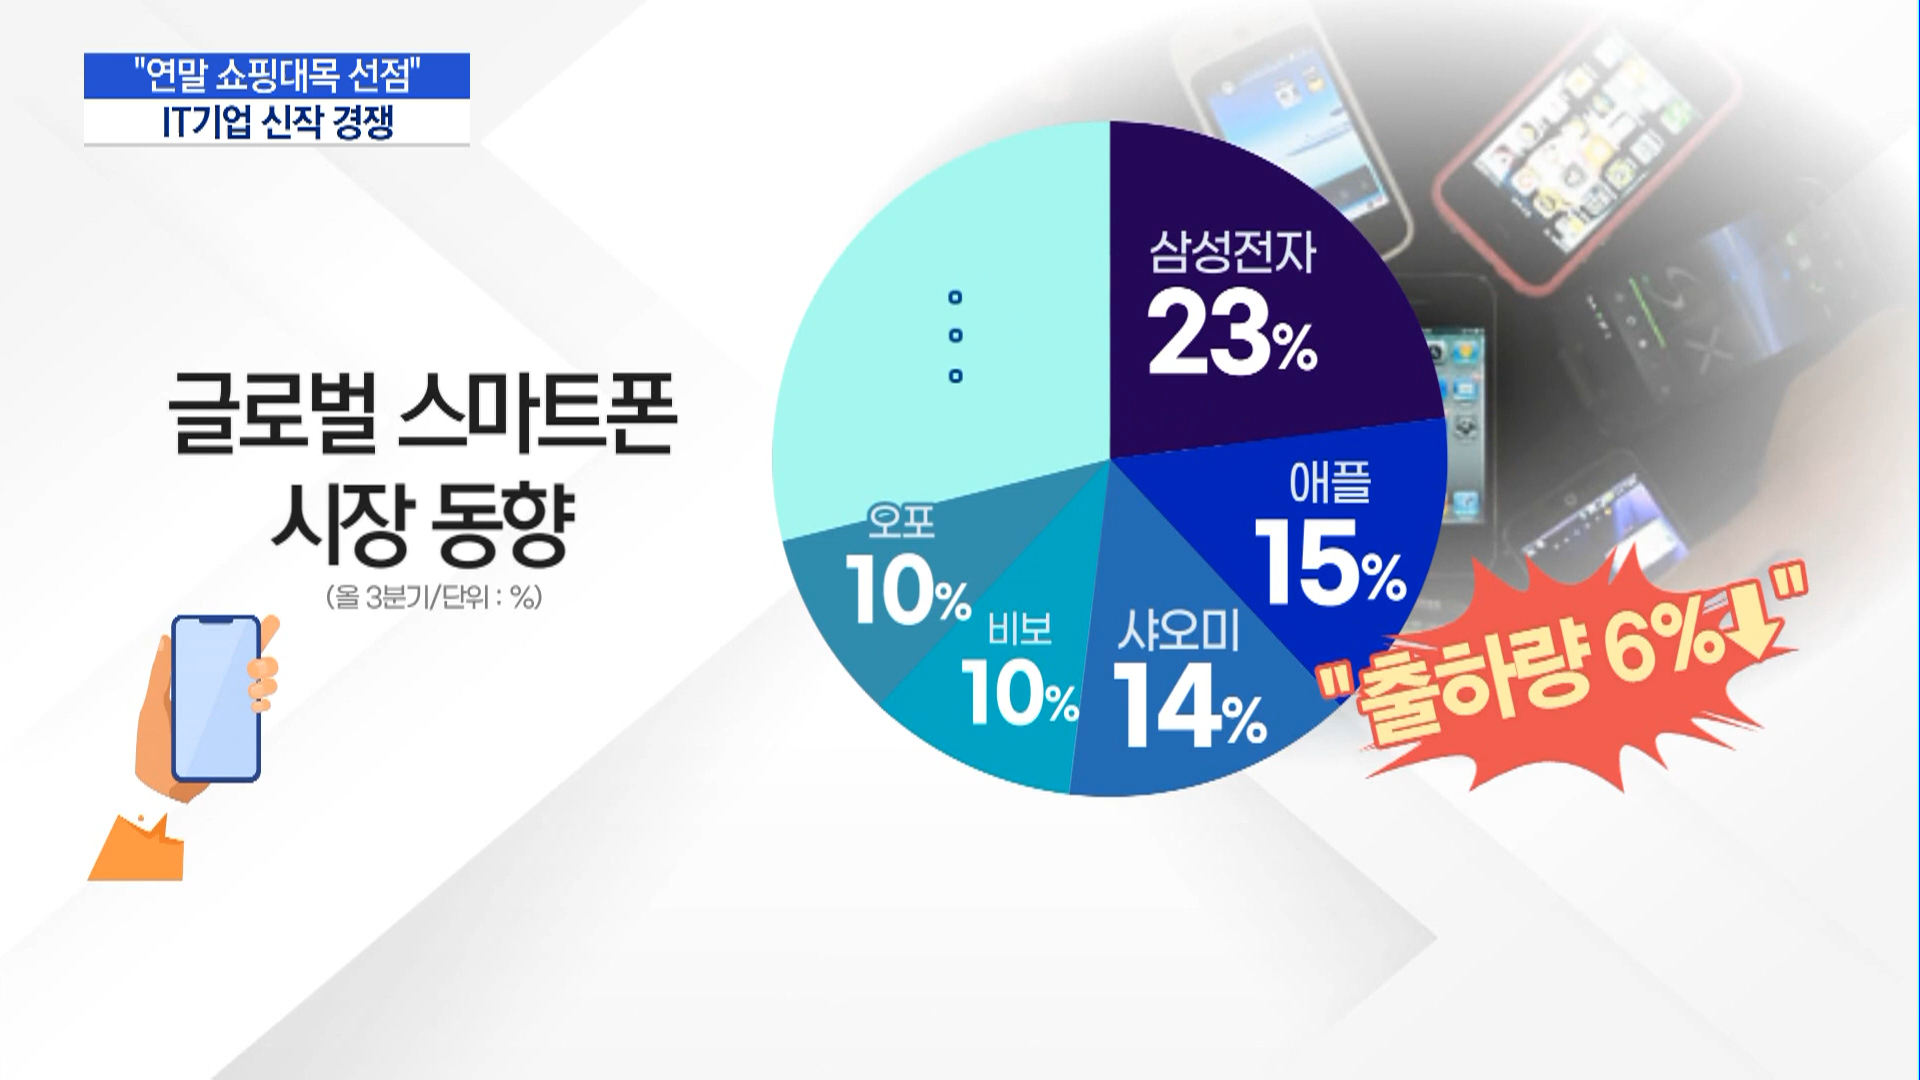 "연말 쇼핑대목 선점"
IT기업 신작 경쟁
글로벌 스마트폰
시장 동향
(올 3분기/단위 : %)
삼성전자
23%
애플
15%
샤오미
14%
비보
10%
오포
10%
"출하량 6%↓"